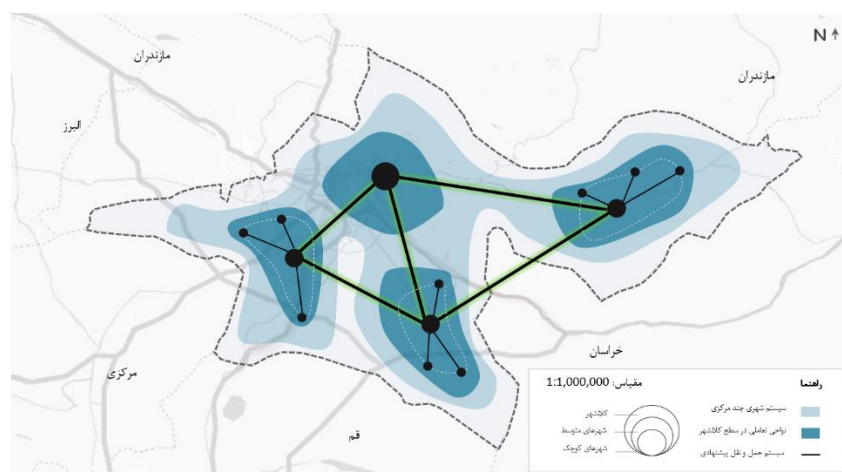 N
مازندران
مازندران
البرز
خراسان
مرکزی
قم
راهنما
مقیاس: 1:1,000,000
سیستم شهری چند مرکزی
نواحی تعاملی در سطح کلانشهر
سیستم حمل و نقل پیشنهادی
کلانشهر
شهرهای متوسط
شهرهای کوچک